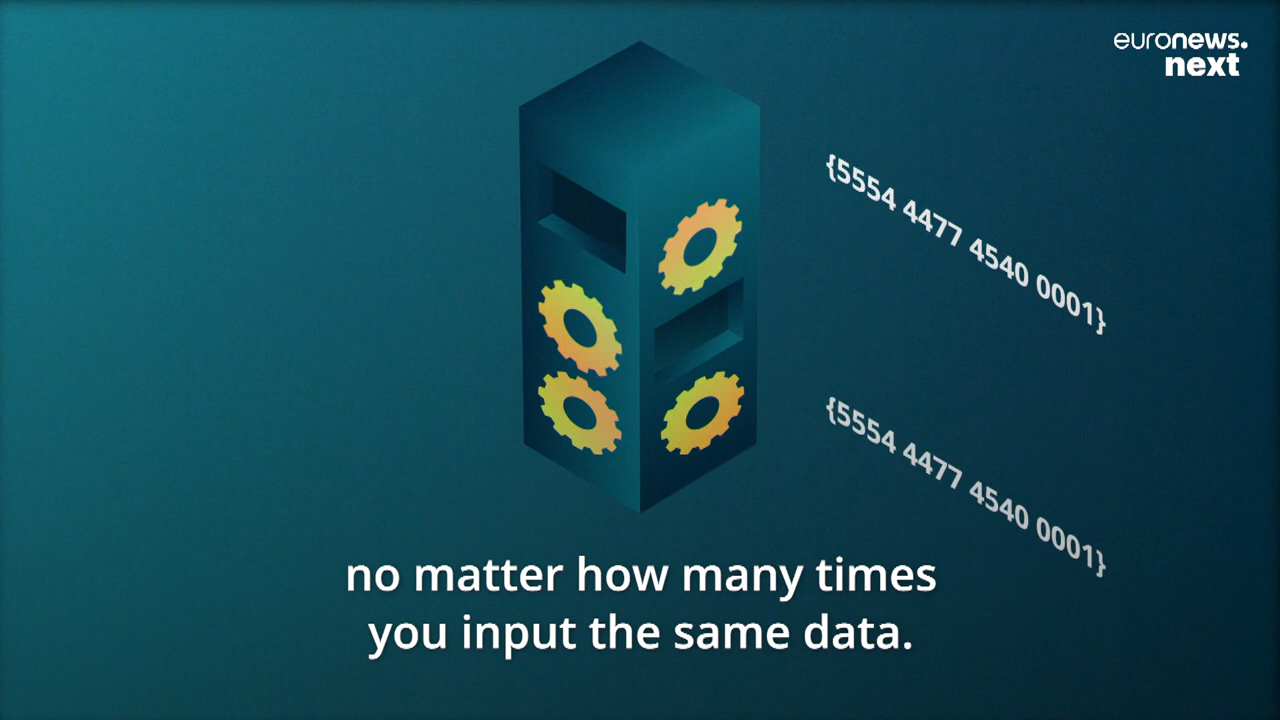 euronews.
next
{5554 4477 4540 0001}
{5554 4477 4540 0001}
no matter how many times
you input the same data.